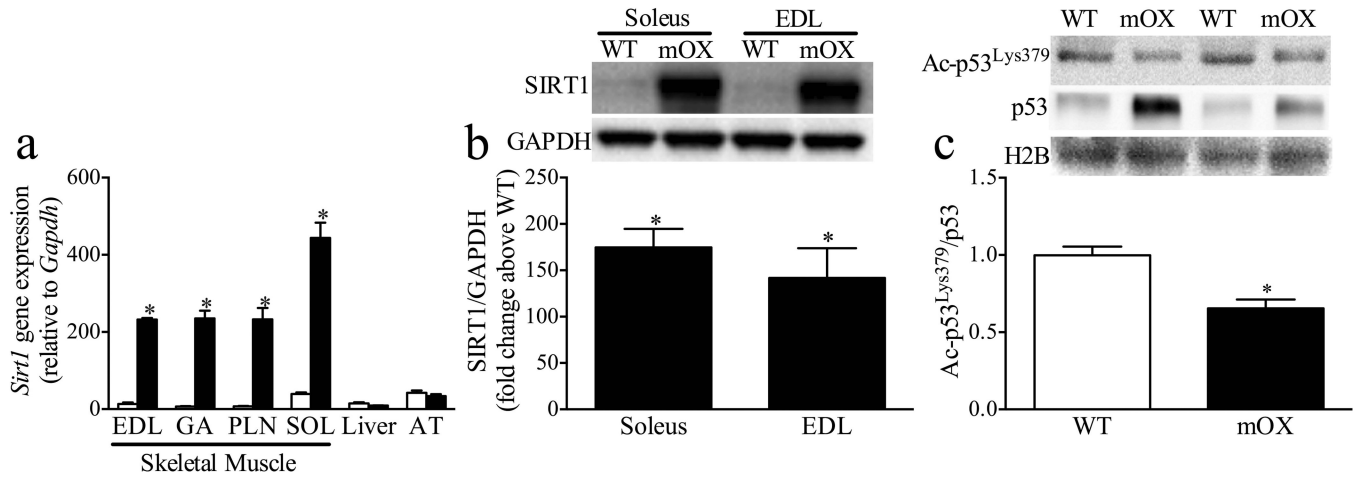 a
Sirt1 gene expression
(relative to Gapdh)
600
400
200
0
* * * *
EDL GA PLN SOL Liver AT
Skeletal Muscle
b
Soleus EDL
WT mOX WT mOX
SIRT1
GAPDH
SIRT1/GAPDH
(fold change above WT)
250
200
150
100
50
0
* *
Soleus EDL
c
WT mOX WT mOX
Ac-p53Lys379
p53
H2B
Ac-p53Lys379/p53
1.5
1.0
0.5
0.0
*
WT mOX